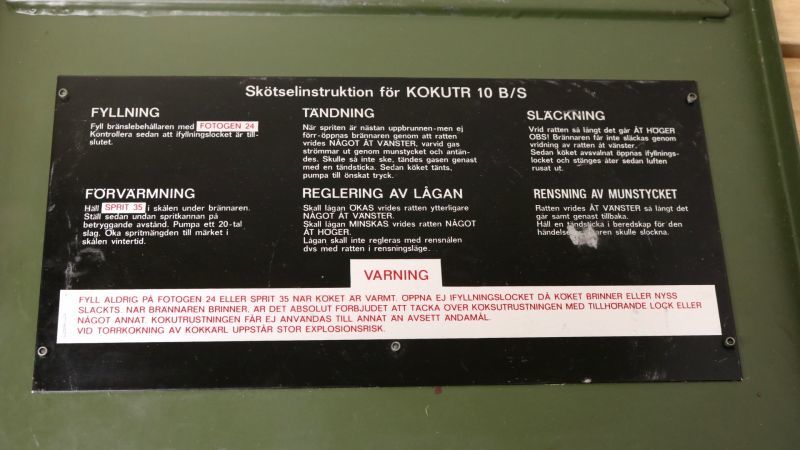 Skötselinstruktion för KOKUTR 10 B/S
FYLLNING
Fyll bränslebehållaren med FOTOGEN 24
Kontrollera sedan att ifyllningslocket är till-
slutet.
TÄNDNING
När spriten är nästan uppbrunnen-men ej
förr-öppnas brännaren genom att ratten
vrides NÅGOT ÅT VÄNSTER, varvid gas
strömmar ut genom munstycket och antän-
des. Skulle så inte ske, tändes gasen genast
med en tändsticka. Sedan köket tänts,
pumpa till önskat tryck.
SLÄCKNING
Vrid ratten så långt det går ÅT HÖGER
OBS! Brännaren får inte släckas genom
vridning av ratten åt vänster.
Sedan köket avsvalnat öppnas ifyllnings-
locket och stänges åter sedan luften
rusat ut.
FÖRVÄRMNING
Häll SPRIT 35 i skålen under brännaren.
Ställ sedan undan spritkannan på
betryggande avstånd. Pumpa ett 20-tal
slag. Öka spritmängden till märket i
skålen vintertid.
REGLERING AV LÅGAN
Skall lågan ÖKAS vrides ratten ytterligare
NÅGOT ÅT VÄNSTER.
Skall lågan MINSKAS vrides ratten NÅGOT
ÅT HÖGER.
Lågan skall inte regleras med rensnålen
dvs med ratten i rensningsläge.
RENSNING AV MUNSTYCKET
Ratten vrides ÅT VÄNSTER så långt det
går samt genast tillbaka.
Håll en tändsticka i beredskap för den
händelse skulle slockna.
VARNING
FYLL ALDRIG PÅ FOTOGEN 24 ELLER SPRIT 35 NÄR KÖKET ÄR VARMT. ÖPPNA EJ IFYLLNINGSLOCKET DÅ KÖKET BRINNER ELLER NYSS
SLÄCKTS. NÄR BRÄNNAREN BRINNER, ÄR DET ABSOLUT FÖRBJUDET ATT TÄCKA ÖVER KOKSUTRUSTNINGEN MED TILLHÖRANDE LOCK ELLER
NÅGOT ANNAT. KOKUTRUSTNINGEN FÅR EJ ANVÄNDAS TILL ANNAT ÄN AVSETT ÄNDAMÅL.
VID TORRKOKNING AV KOKKÄRL UPPSTÅR STOR EXPLOSIONSRISK.